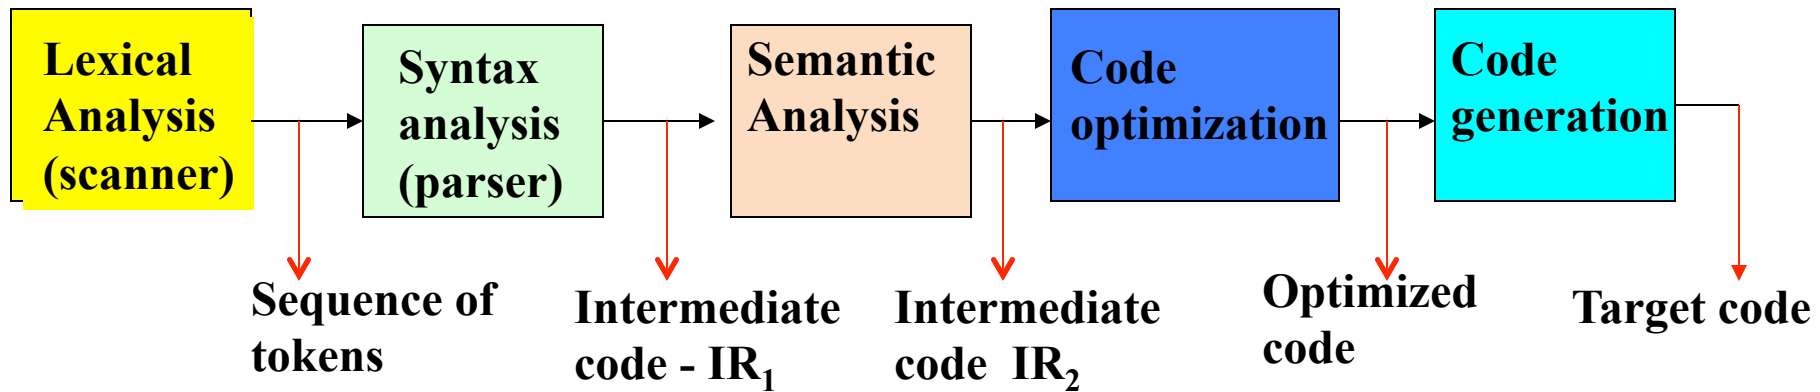 Lexical
Analysis
(scanner)
Syntax
analysis
(parser)
Semantic
Analysis
Code
optimization
Code
generation
Sequence of
tokens
Intermediate
code - IR₁
Intermediate
code  IR₂
Optimized
code
Target code